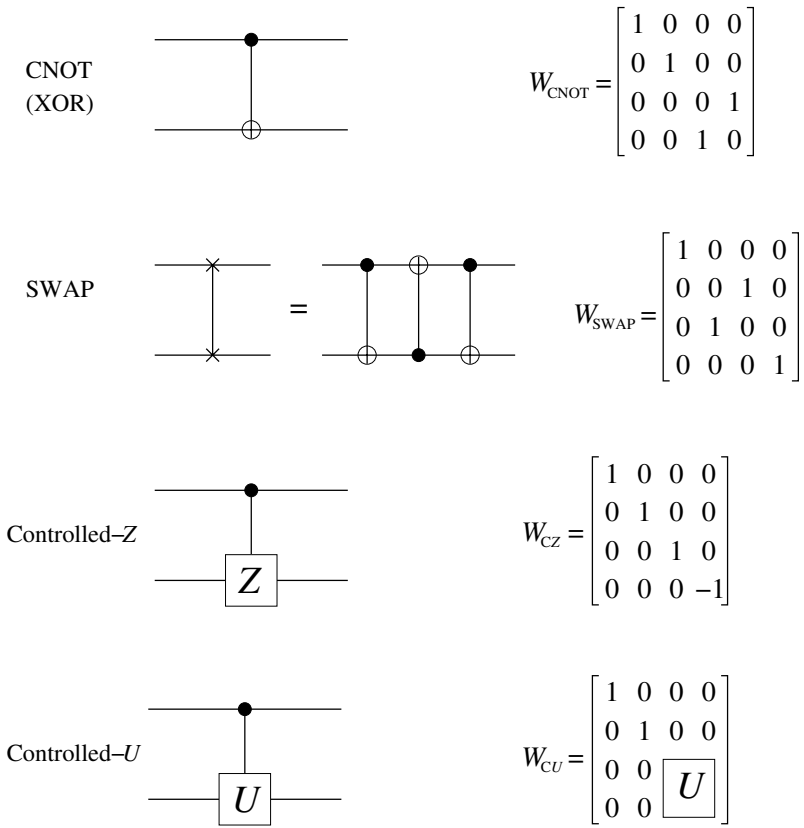 CNOT
(XOR)
W_CNOT =
1 0 0 0
0 1 0 0
0 0 0 1
0 0 1 0
SWAP
=
W_SWAP =
1 0 0 0
0 0 1 0
0 1 0 0
0 0 0 1
Controlled–Z
Z
W_CZ =
1 0 0 0
0 1 0 0
0 0 1 0
0 0 0 –1
Controlled–U
U
W_CU =
1 0 0 0
0 1 0 0
0 0
0 0
U